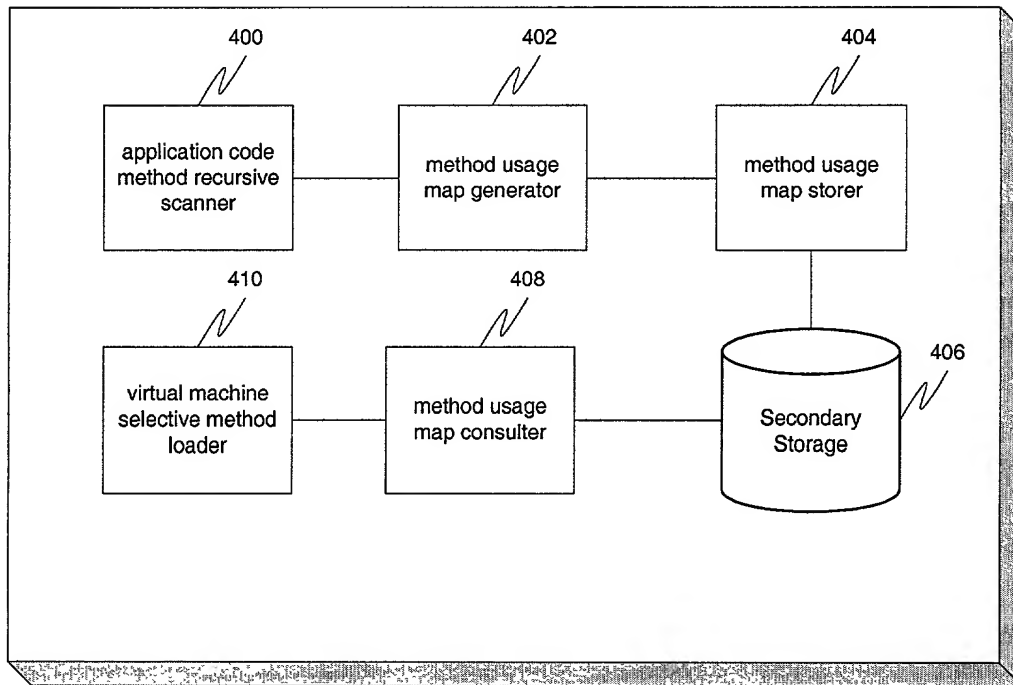 400
402
404
application code
method recursive
scanner
method usage
map generator
method usage
map storer
410
408
406
virtual machine
selective method
loader
method usage
map consulter
Secondary
Storage